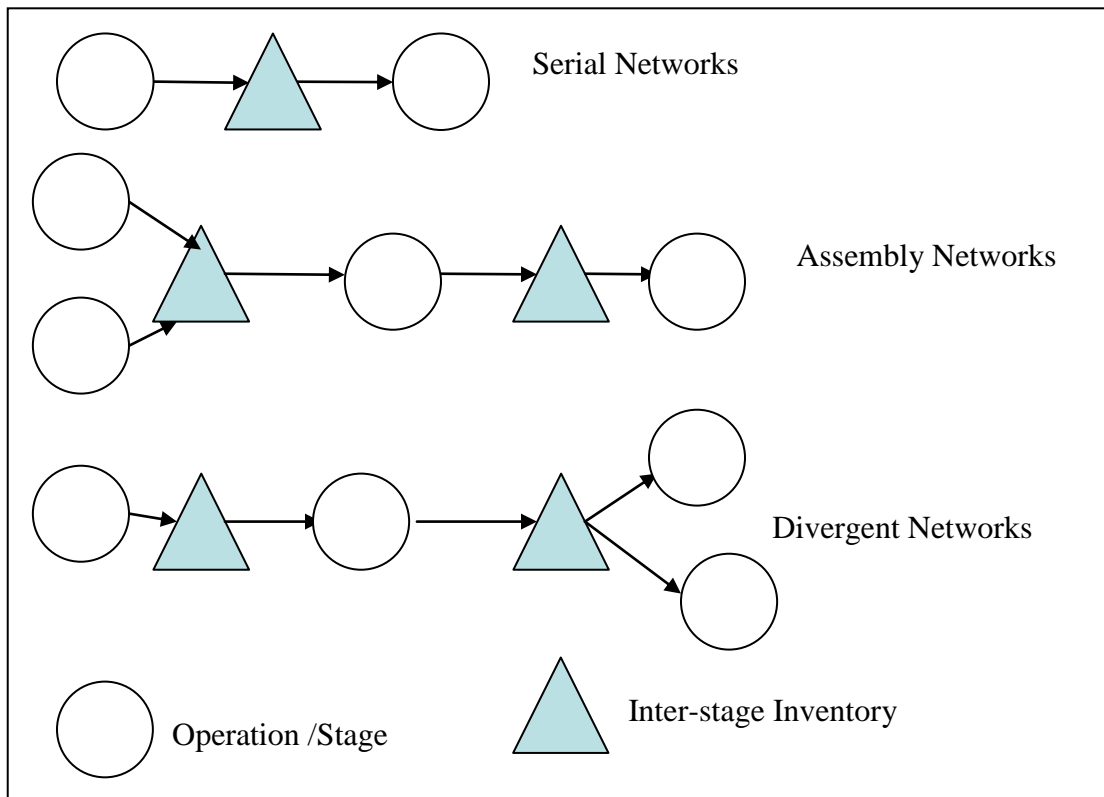 Serial Networks
Assembly Networks
Divergent Networks
Inter-stage Inventory
Operation /Stage